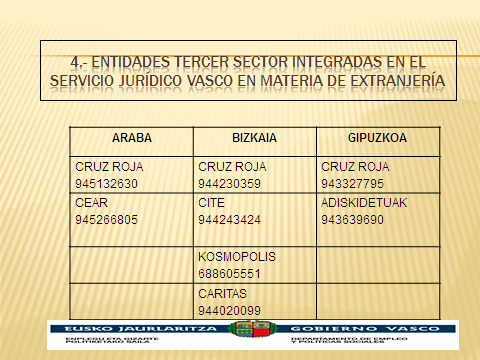 4.- ENTIDADES TERCER SECTOR INTEGRADAS EN EL
SERVICIO JURÍDICO VASCO EN MATERIA DE EXTRANJERÍA
ARABA BIZKAIA GIPUZKOA
CRUZ ROJA CRUZ ROJA CRUZ ROJA
945132630 944230359 943327795
CEAR CITE ADISKIDETUAK
945266805 944243424 943639690
KOSMOPOLIS
688605551
CARITAS
944020099
EUSKO JAURLARITZA GOBIERNO VASCO
ENPLEGU ETA GIZARTE DEPARTAMENTO DE EMPLEO
POLITIKETAKO SAILA Y POLÍTICAS SOCIALES